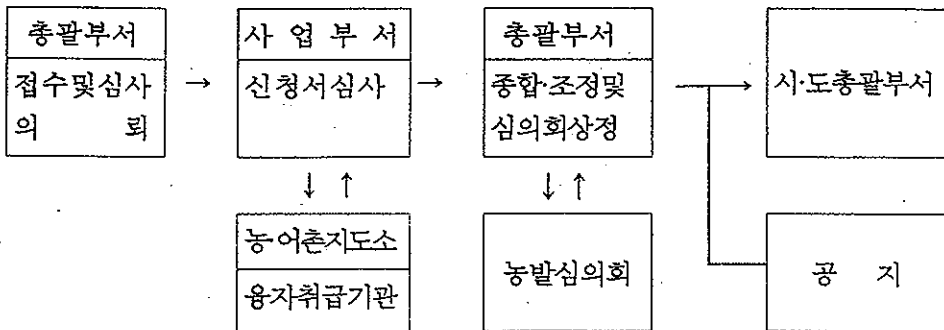 총괄부서
접수및심사
의 뢰
→
사 업 부 서
신청서심사
→
총괄부서
종합·조정및
심의회상정
시·도총괄부서
↓ ↑
↓ ↑
농·어촌지도소
융자취급기관
농발심의회
공 지